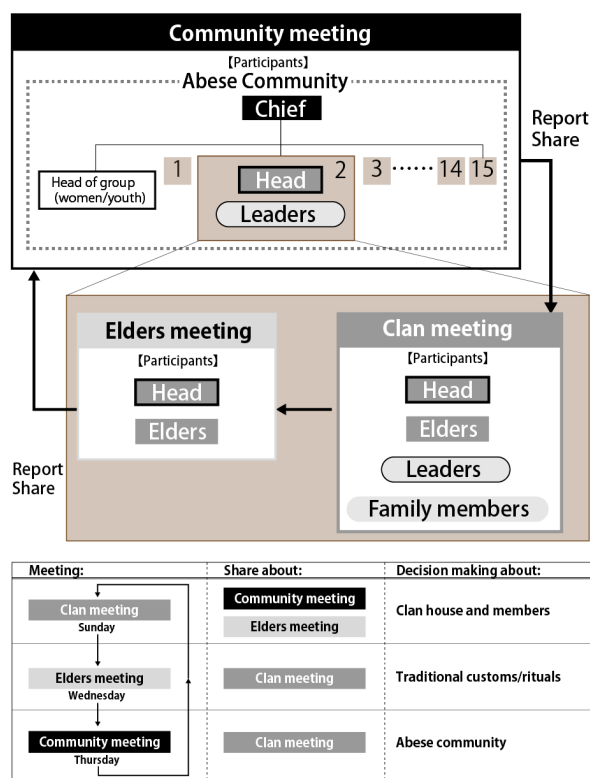 Community meeting
【Participants】
Abese Community
Chief
Report
Share
Head of group
(women/youth)
1
Head
Leaders
2
3 ······ 14 15
Elders meeting
【Participants】
Head
Elders
Clan meeting
【Participants】
Head
Elders
Leaders
Family members
Report
Share
Meeting: Share about: Decision making about:
Clan meeting
Sunday
Community meeting
Elders meeting
Clan house and members
Elders meeting
Wednesday
Clan meeting
Traditional customs/rituals
Community meeting
Thursday
Clan meeting
Abese community